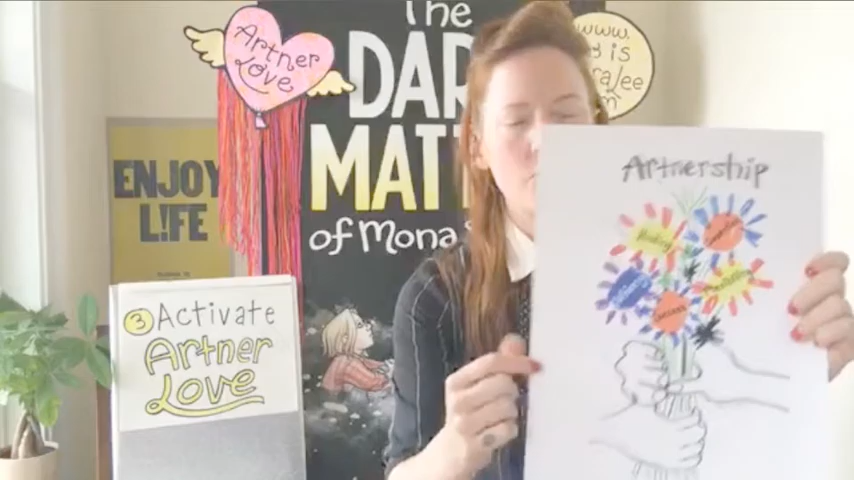 Artner
Love
The
DAR
MATT
of Mona
www.
is
ralee
m
ENJOY
L!FE
3 Activate
Artner
Love
Artnership